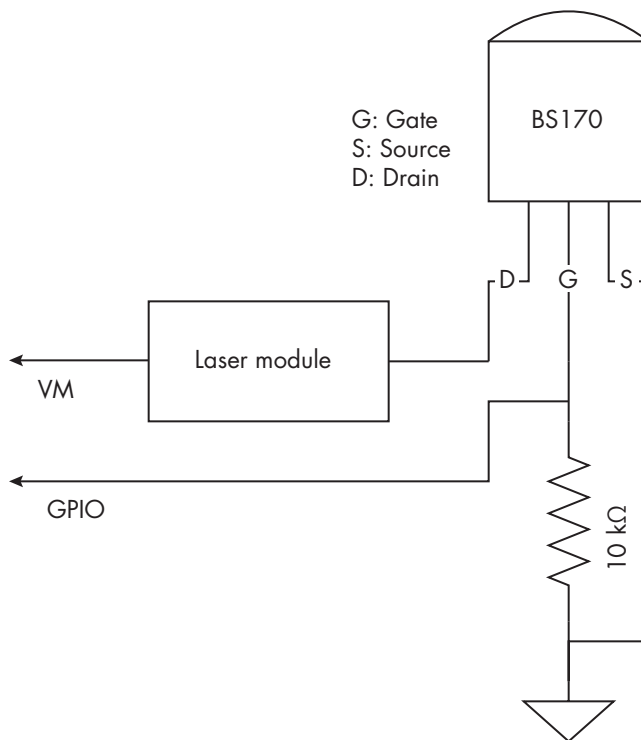 BS170
G: Gate
S: Source
D: Drain
D G S
Laser module
VM
GPIO
10 kΩ